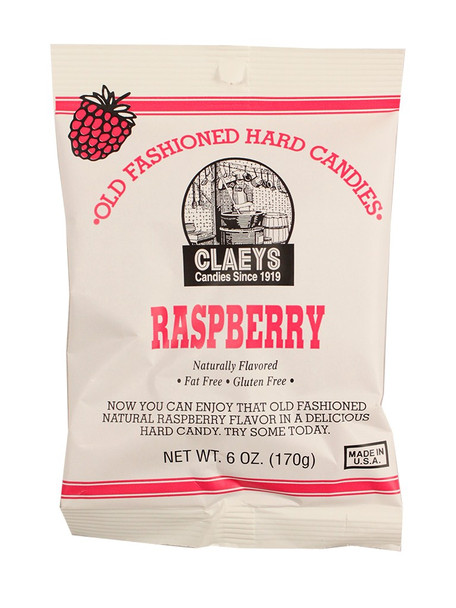 •OLD FASHIONED HARD CANDIES•
CLAEYS
Candies Since 1919
RASPBERRY
Naturally Flavored
• Fat Free • Gluten Free •
NOW YOU CAN ENJOY THAT OLD FASHIONED
NATURAL RASPBERRY FLAVOR IN A DELICIOUS
HARD CANDY. TRY SOME TODAY.
NET WT. 6 OZ. (170g)
MADE IN
U.S.A.